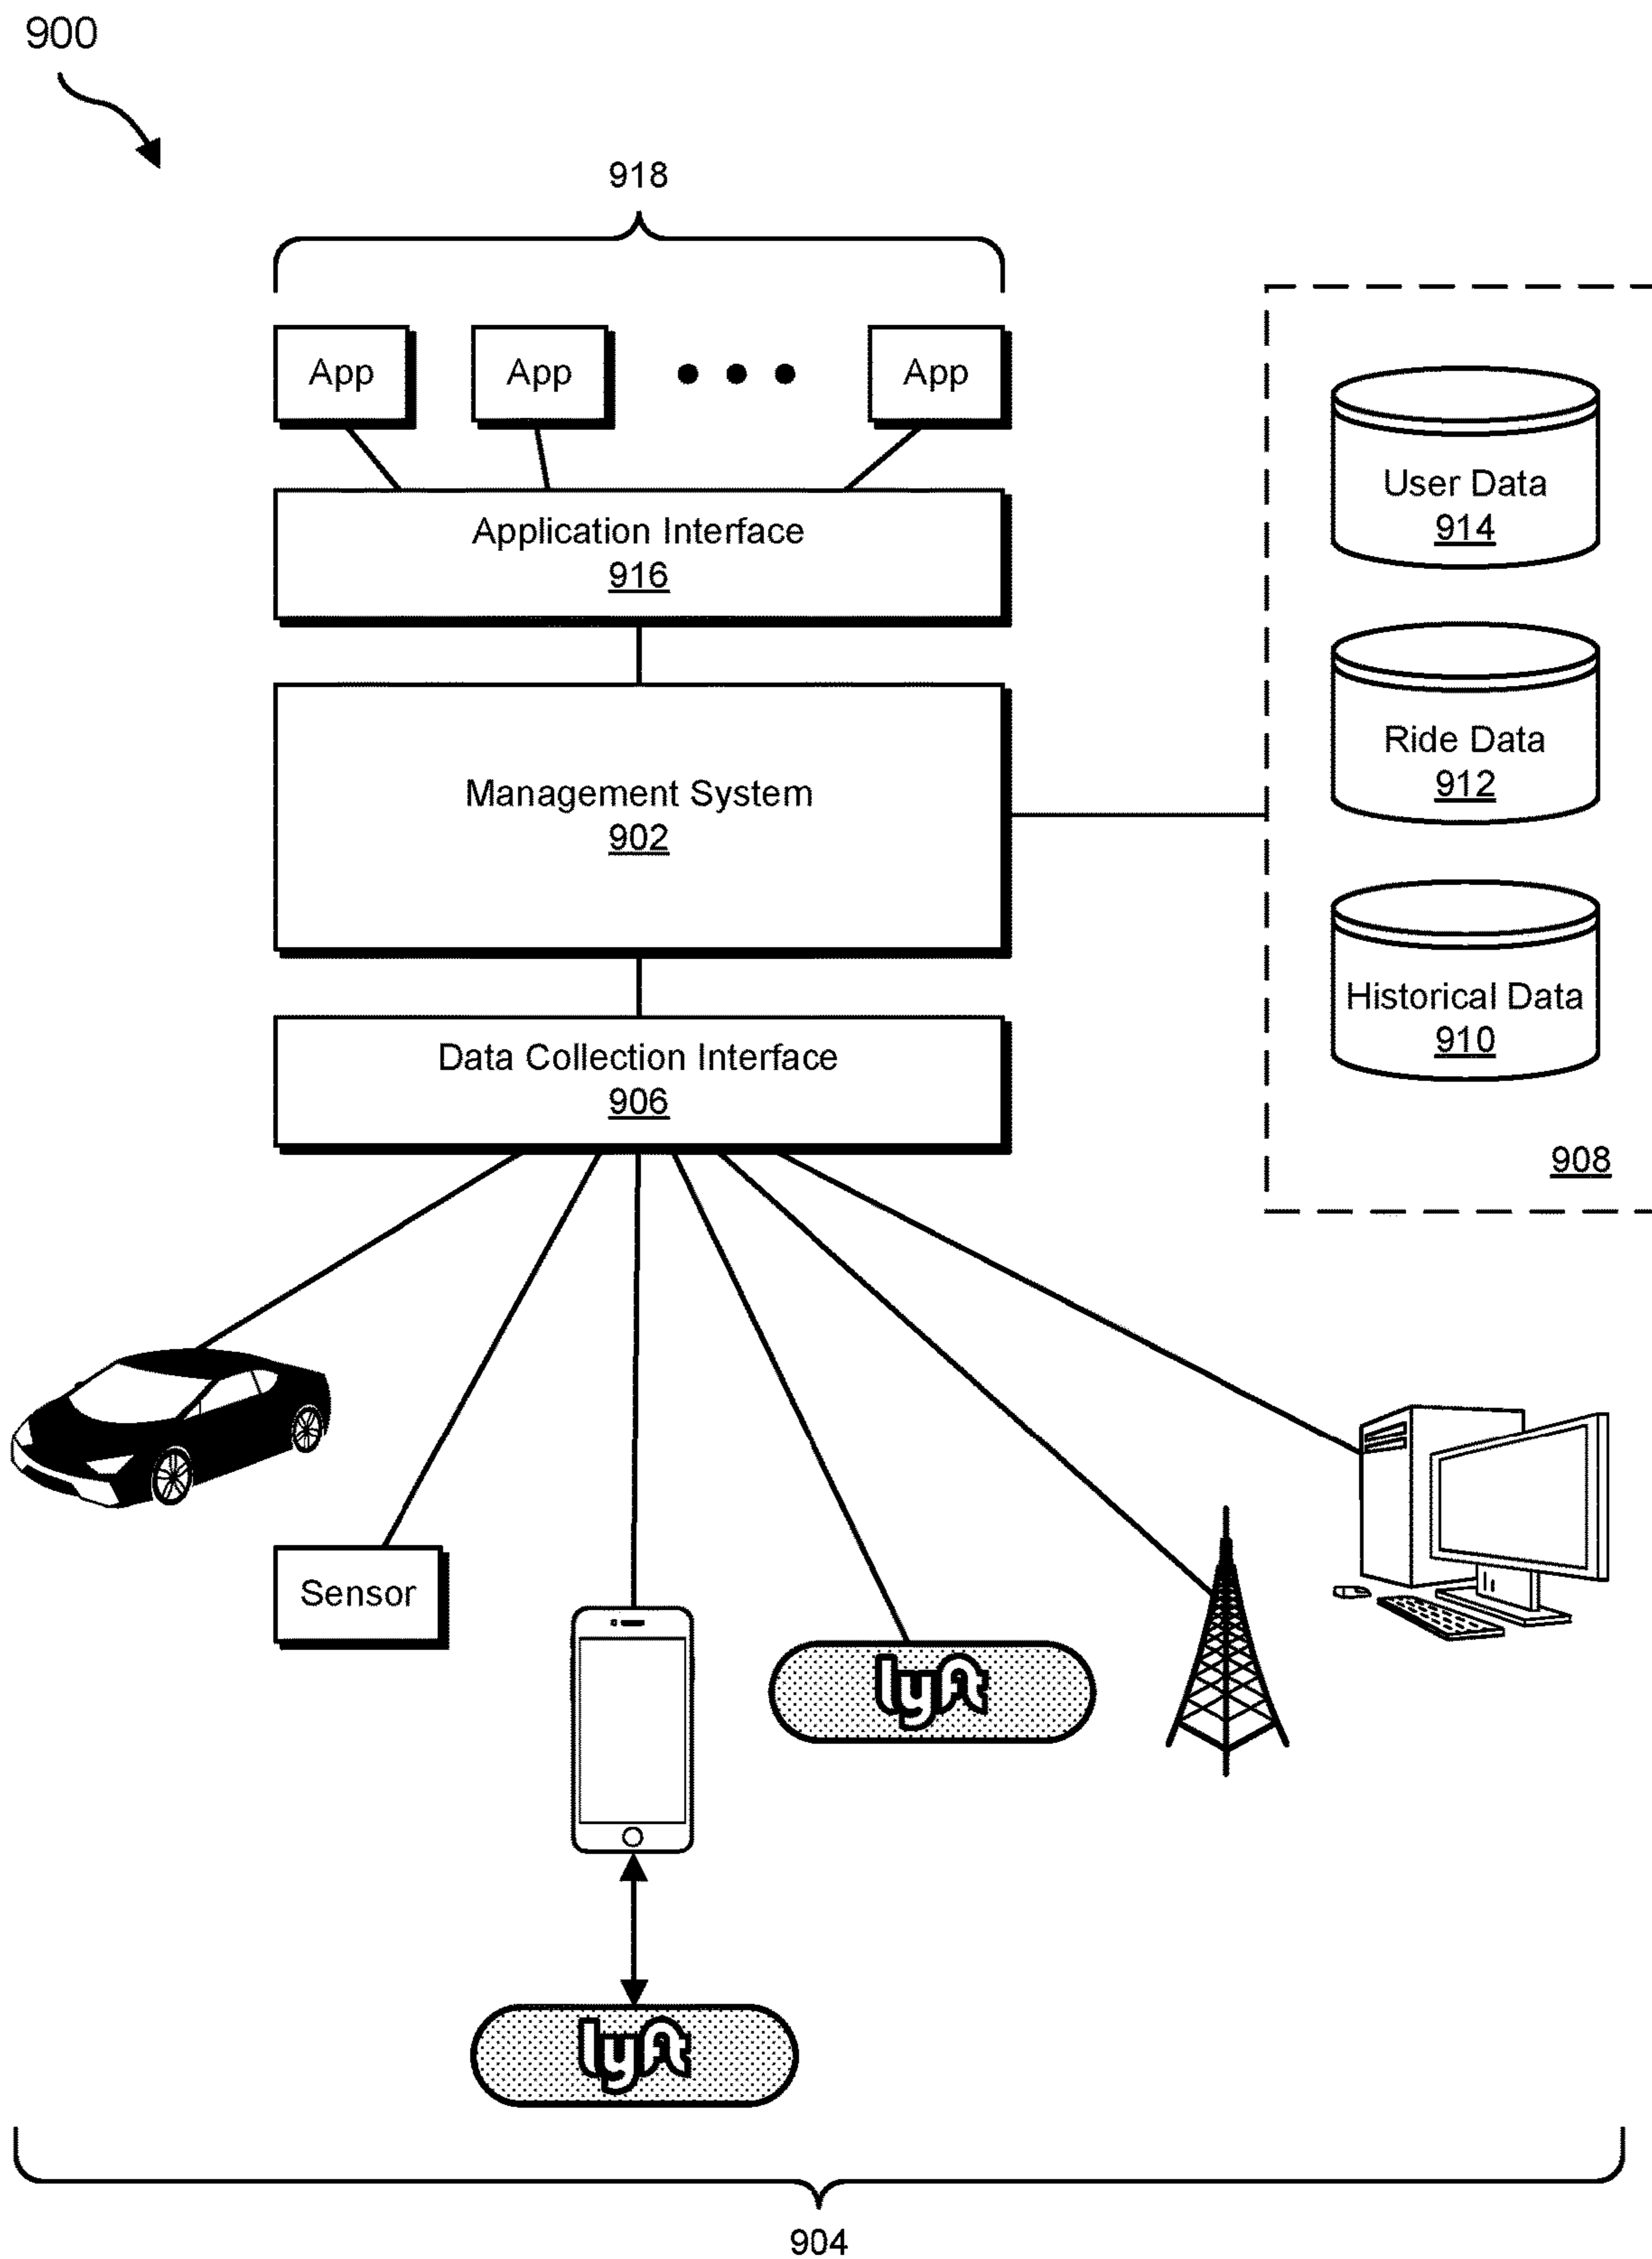 900
918
App
App
App
Application Interface
916
Management System
902
Data Collection Interface
906
User Data
914
Ride Data
912
Historical Data
910
908
Sensor
lyft
lyft
904